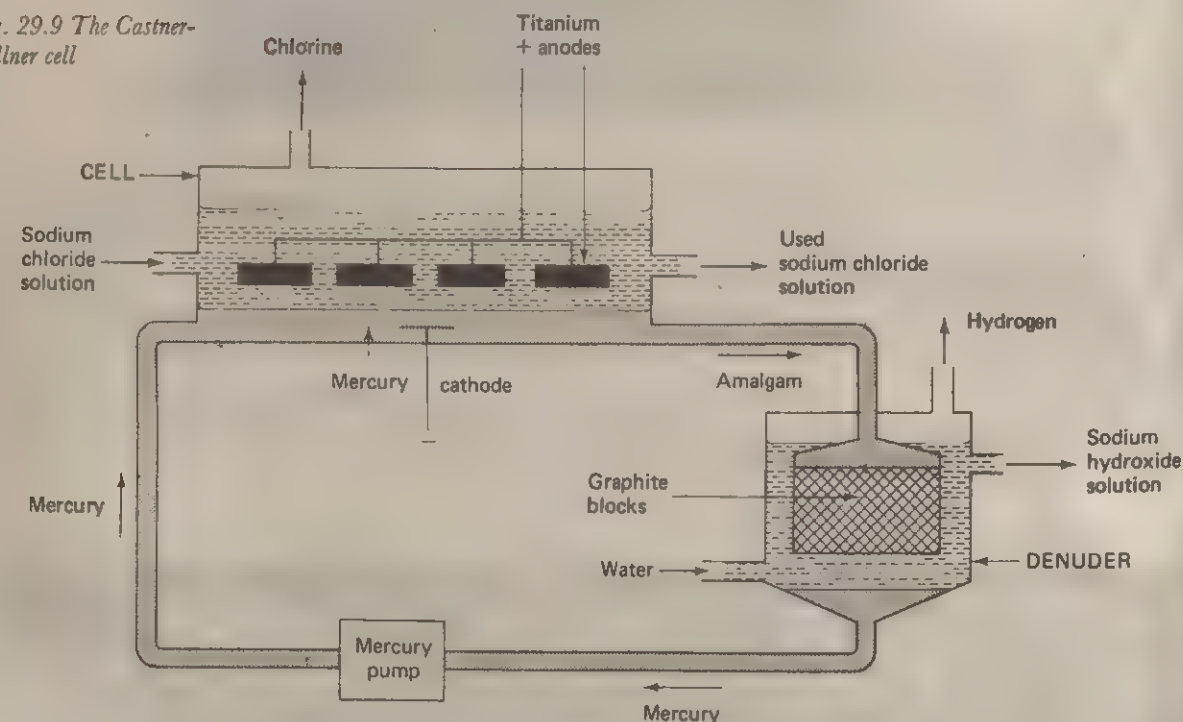 . 29.9 The Castner-
llner cell
Chlorine
Titanium
+ anodes
CELL
Sodium
chloride
solution
Used
sodium chloride
solution
Mercury
cathode
Amalgam
Hydrogen
Graphite
blocks
Sodium
hydroxide
solution
Mercury
Water
DENUDER
Mercury
pump
Mercury